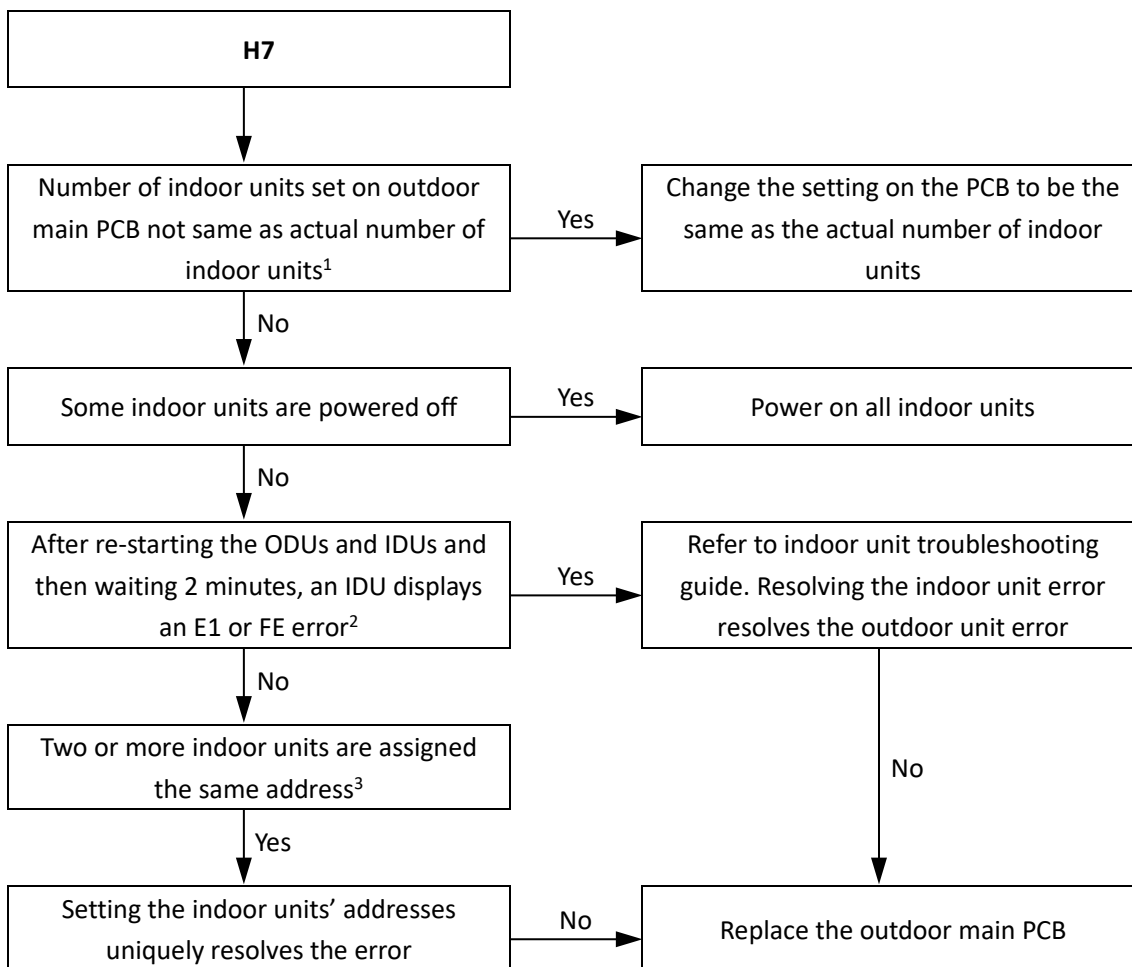 H7
Number of indoor units set on outdoor
main PCB not same as actual number of
indoor units¹
Yes
Change the setting on the PCB to be the
same as the actual number of indoor
units
No
Some indoor units are powered off
Yes
Power on all indoor units
No
After re-starting the ODUs and IDUs and
then waiting 2 minutes, an IDU displays
an E1 or FE error²
Yes
Refer to indoor unit troubleshooting
guide. Resolving the indoor unit error
resolves the outdoor unit error
No
Two or more indoor units are assigned
the same address³
No
Yes
Setting the indoor units’ addresses
uniquely resolves the error
No
Replace the outdoor main PCB